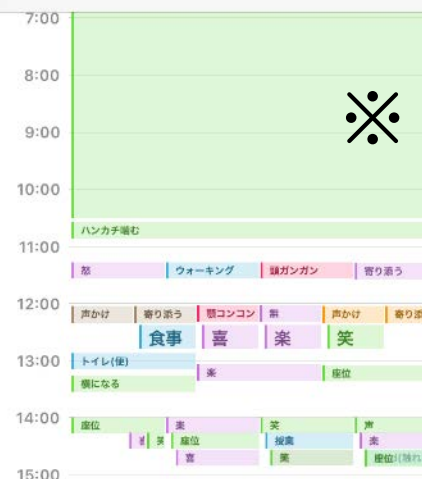 7:00
8:00
※
9:00
10:00
ハンカチ噛む
11:00
怒 ウォーキング 頭ガンガン 寄り添う
12:00
声かけ 寄り添う 顎コンコン 声かけ 寄り添
食事 喜 楽 笑
13:00
トイレ(便)
楽 座位
横になる
14:00
座位 楽 笑 声
笑 座位 授業 楽
喜 笑 座位
15:00